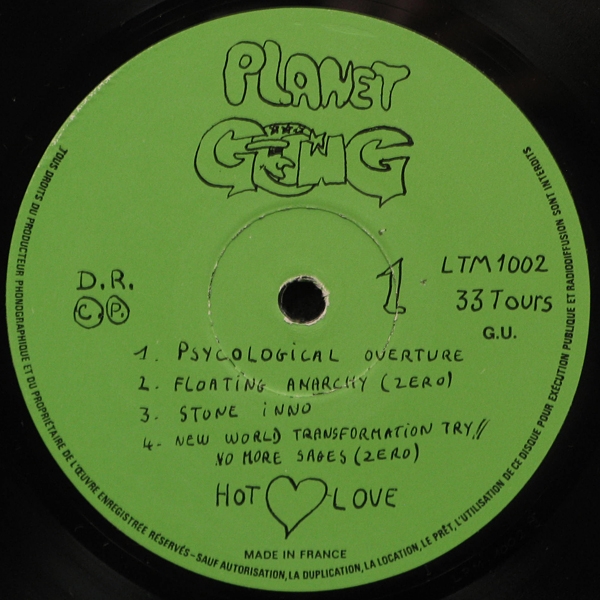 PLANET
GONG
D.R.
C. P.
1
LTM 1002
33 Tours
G.U.
1. PSYCOLOGICAL OVERTURE
2. FLOATING ANARCHY (ZERO)
3. STONE iNNO
4. NEW WORLD TRANSFORMATION TRY//
NO MORE SAGES (ZERO)
HOT LOVE
MADE IN FRANCE
TOUS DROITS DU PRODUCTEUR PHONOGRAPHIQUE ET DU PROPRIÉTAIRE DE L'ŒUVRE ENREGISTRÉE RÉSERVÉS - SAUF AUTORISATION, LA DUPLICATION, LA LOCATION, LE PRÊT, L'UTILISATION DE CE DISQUE POUR EXÉCUTION PUBLIQUE ET RADIODIFFUSION SONT INTERDITS